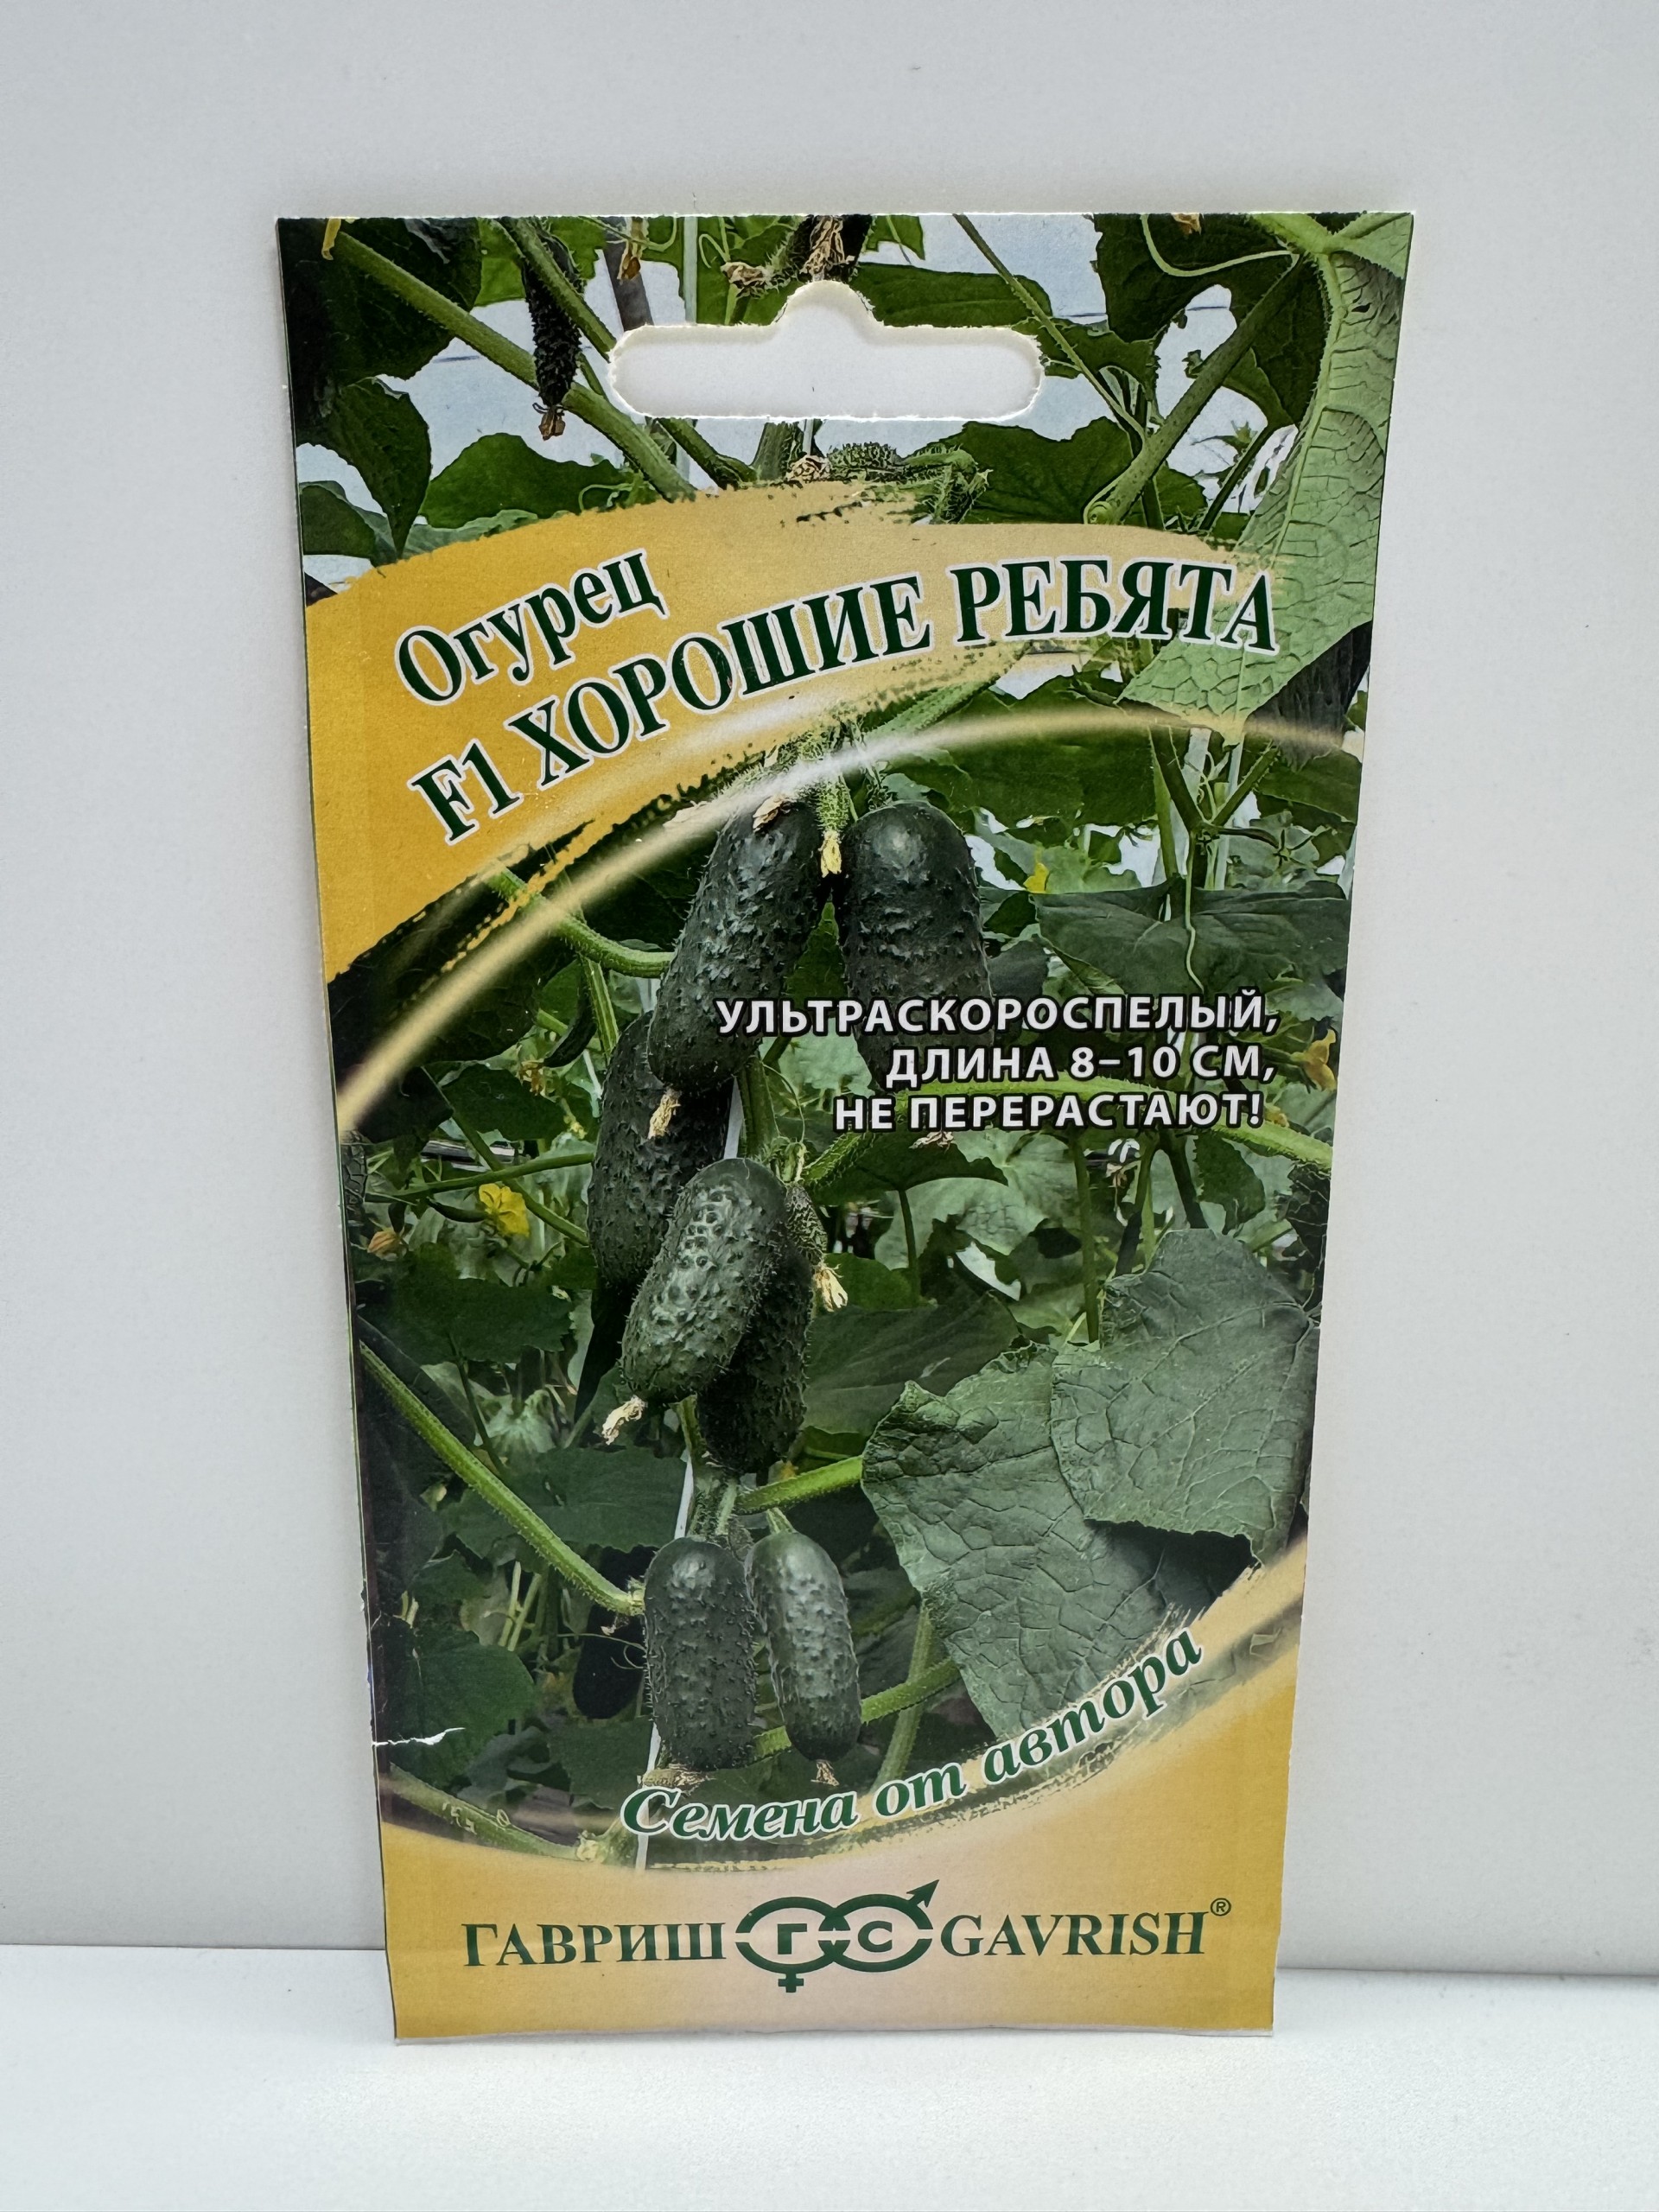 Огурец
F1 ХОРОШИЕ РЕБЯТА
УЛЬТРАСКОРОСПЕЛЫЙ,
ДЛИНА 8–10 СМ,
НЕ ПЕРЕРАСТАЮТ!
Семена от автора
ГАВРИШ ГС GAVRISH®